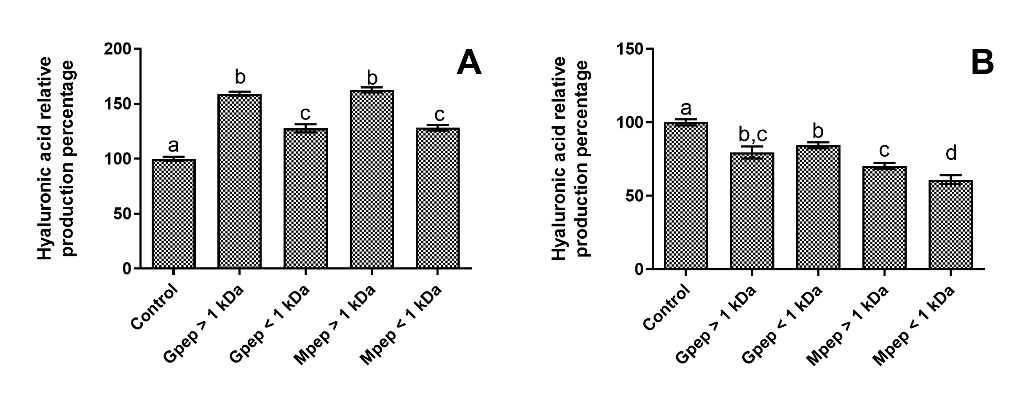 A
Hyaluronic acid relative
production percentage
200
150
100
50
0
a
b
c
b
c
Control
Gpep > 1 kDa
Gpep < 1 kDa
Mpep > 1 kDa
Mpep < 1 kDa
B
Hyaluronic acid relative
production percentage
150
100
50
0
a
b,c
b
c
d
Control
Gpep > 1 kDa
Gpep < 1 kDa
Mpep > 1 kDa
Mpep < 1 kDa